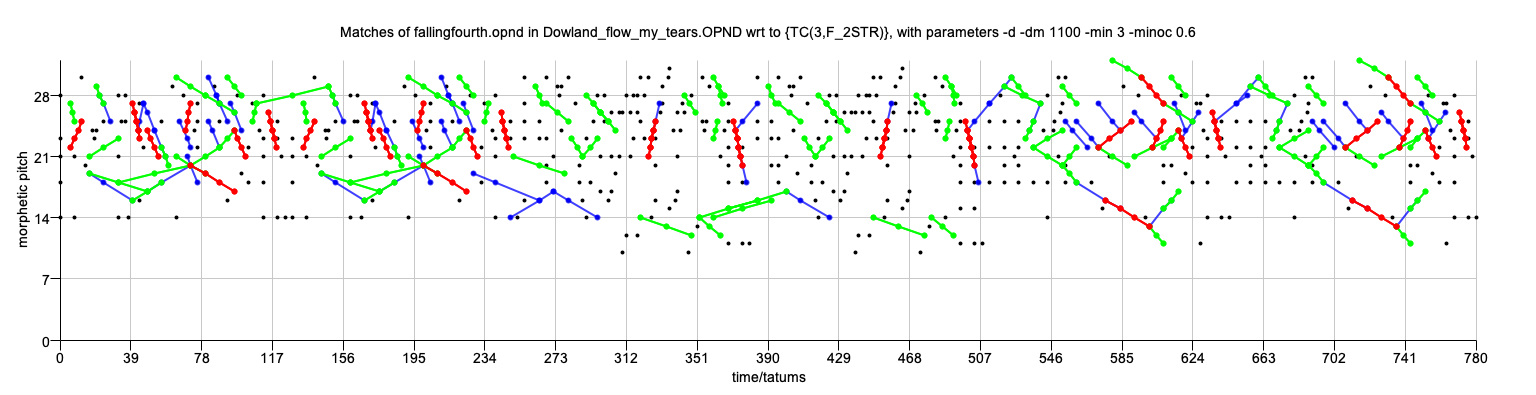 Matches of fallingfourth.opnd in Dowland_flow_my_tears.OPND wrt to {TC(3,F_2STR)}, with parameters -d -dm 1100 -min 3 -minoc 0.6
28
21
14
7
0
morphetic pitch
0 39 78 117 156 195 234 273 312 351 390 429 468 507 546 585 624 663 702 741 780
time/tatums